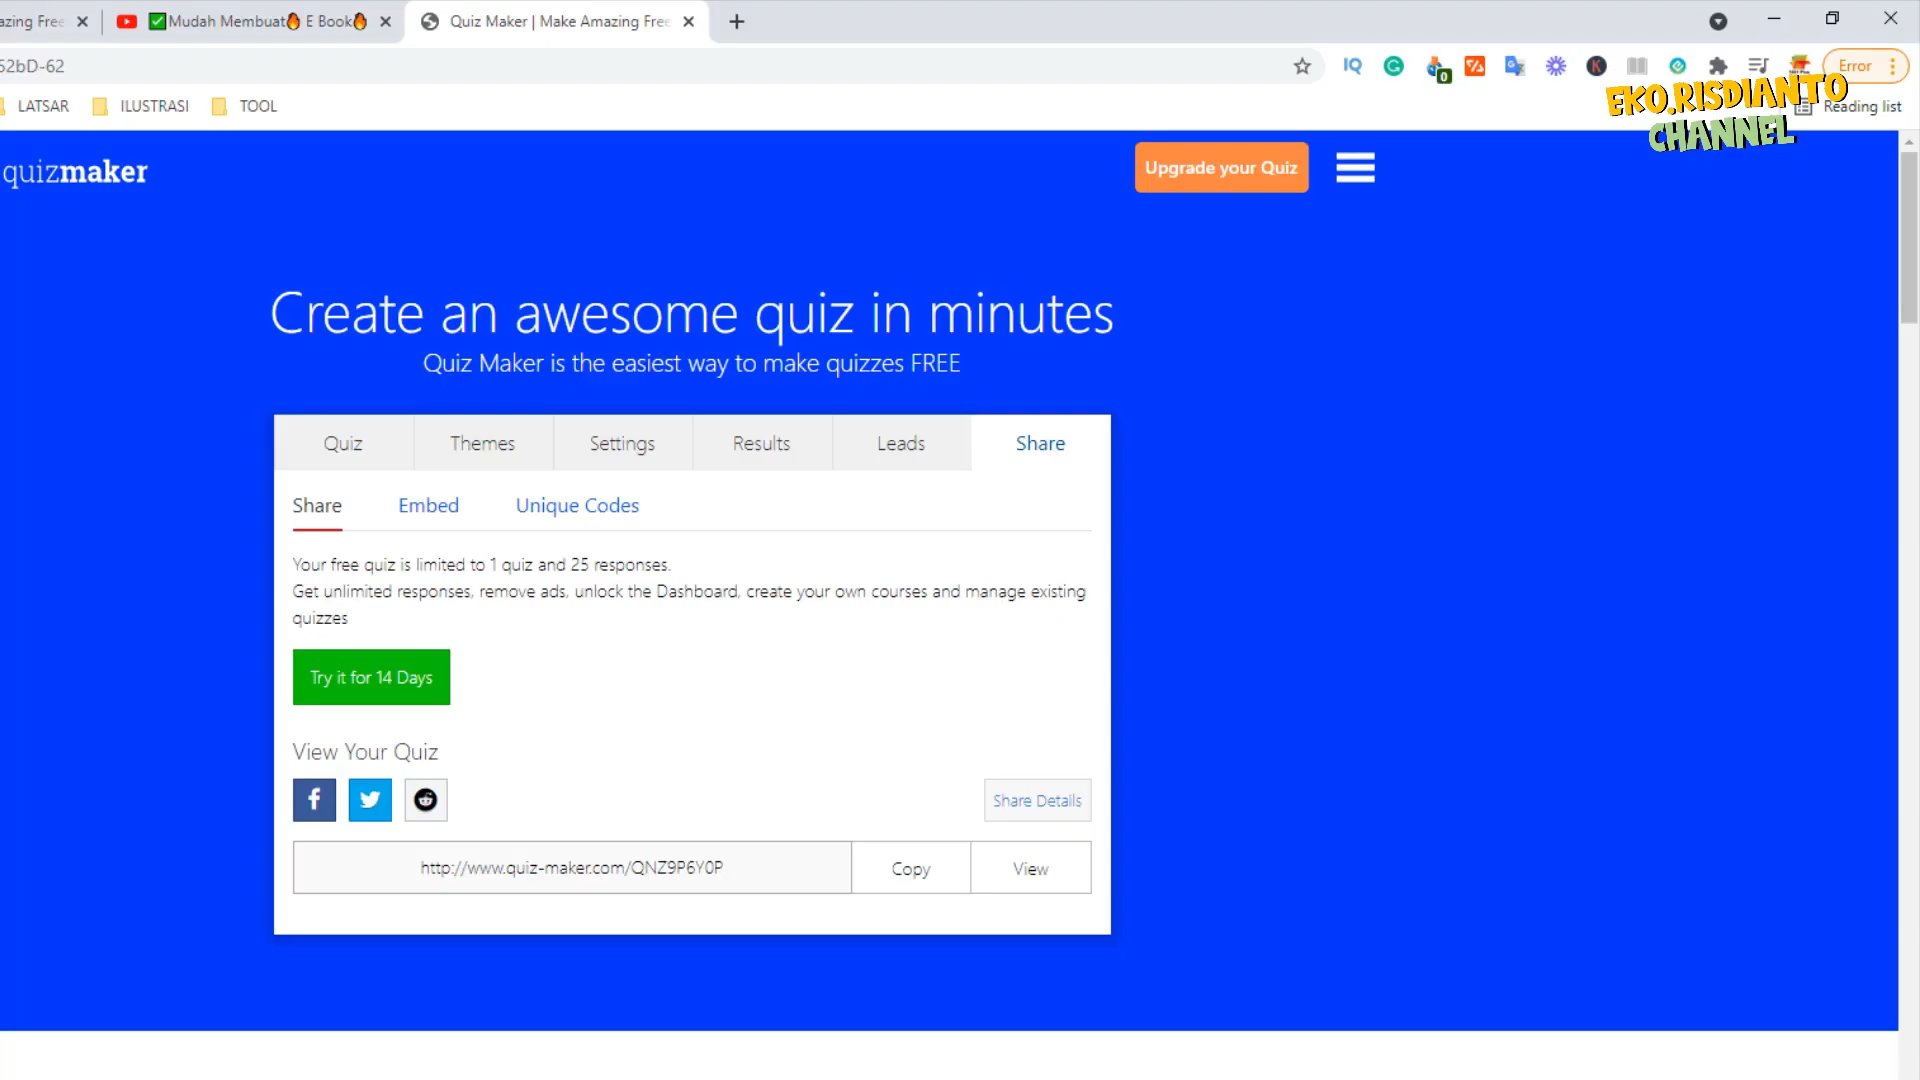 azing Free
✅Mudah Membuat🔥 E Book🔥
Quiz Maker | Make Amazing Free
52bD-62
IQ
0
Error
LATSAR
ILUSTRASI
TOOL
EKO.RISDIANTO
CHANNEL
Reading list
quizmaker
Upgrade your Quiz
Create an awesome quiz in minutes
Quiz Maker is the easiest way to make quizzes FREE
Quiz
Themes
Settings
Results
Leads
Share
Share
Embed
Unique Codes
Your free quiz is limited to 1 quiz and 25 responses.
Get unlimited responses, remove ads, unlock the Dashboard, create your own courses and manage existing
quizzes
Try it for 14 Days
View Your Quiz
Share Details
http://www.quiz-maker.com/QNZ9P6Y0P
Copy
View